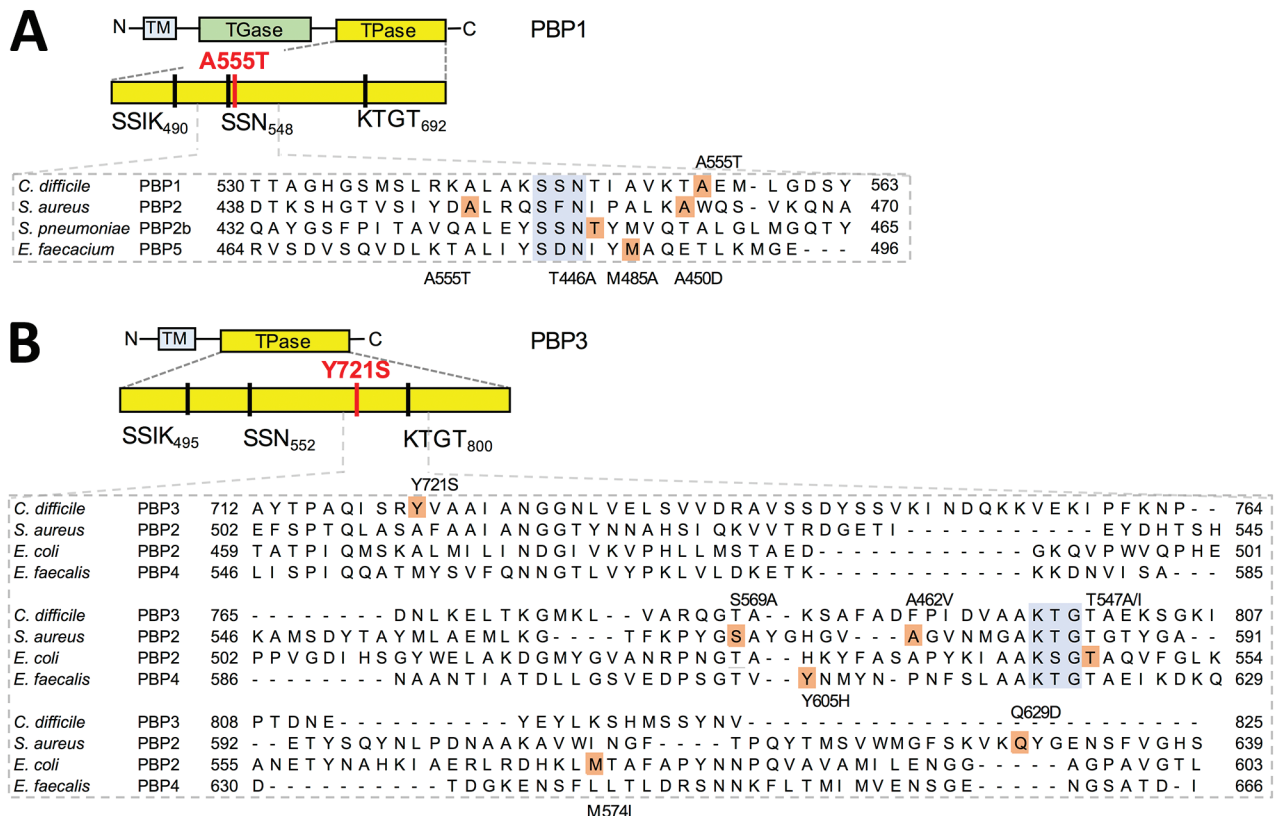 A
N
TM
TGase
TPase
C
PBP1
A555T
SSIK490
SSN548
KTGT692
A555T
C. difficile PBP1 530 T T A G H G S M S L R K A L A K S S N T I A V K T A E M - L G D S Y 563
S. aureus PBP2 438 D T K S H G T V S I Y D A L R Q S F N I P A L K A W Q S - V K Q N A 470
S. pneumoniae PBP2b 432 Q A Y G S F P I T A V Q A L E Y S S N T Y M V Q T A L G L M G Q T Y 465
E. faecacium PBP5 464 R V S D V S Q V D L K T A L I Y S D N I Y M A Q E T L K M G E - - - 496
A555T T446A M485A A450D
B
N
TM
TPase
C
PBP3
Y721S
SSIK495
SSN552
KTGT800
Y721S
C. difficile PBP3 712 A Y T P A Q I S R Y V A A I A N G G N L V E L S V V D R A V S S D Y S S V K I N D Q K K V E K I P F K N P - - 764
S. aureus PBP2 502 E F S P T Q L A S A F A A I A N G G T Y N N A H S I Q K V V T R D G E T I - - - - - - - - - - - E Y D H T S H 545
E. coli PBP2 459 T A T P I Q M S K A L M I L I N D G I V K V P H L L M S T A E D - - - - - - - - - - - - G K Q V P W V Q P H E 501
E. faecalis PBP4 546 L I S P I Q Q A T M Y S V F Q N N G T L V Y P K L V L D K E T K - - - - - - - - - - - - K K D N V I S A - - - 585
S569A A462V T547A/I
C. difficile PBP3 765 - - - - - - - - D N L K E L T K G M K L - - V A R Q G T A - - K S A F A D F P I D V A A K T G T A E K S G K I 807
S. aureus PBP2 546 K A M S D Y T A Y M L A E M L K G - - - - T F K P Y G S A Y G H G V - - - A G V N M G A K T G T G T Y G A - - 591
E. coli PBP2 502 P P V G D I H S G Y W E L A K D G M Y G V A N R P N G T A - - H K Y F A S A P Y K I A A K S G T A Q V F G L K 554
E. faecalis PBP4 586 - - - - - - - - N A A N T I A T D L L G S V E D P S G T V - - Y N M Y N - P N F S L A A K T G T A E I K D K Q 629
Y605H Q629D
C. difficile PBP3 808 P T D N E - - - - - - - - - - Y E Y L K S H M S S Y N V - - - - - - - - - - - - - - - - - - - - - - - - - - 825
S. aureus PBP2 592 - - E T Y S Q Y N L P D N A A K A V W I N G F - - - - T P Q Y T M S V W M G F S K V K Q Y G E N S F V G H S 639
E. coli PBP2 555 A N E T Y N A H K I A E R L R D H K L M T A F A P Y N N P Q V A V A M I L E N G G - - - - - A G P A V G T L 603
E. faecalis PBP4 630 D - - - - - - - - - - T D G K E N S F L L T L D R S N N K F L T M I M V E N S G E - - - - - N G S A T D - I 666
M574I